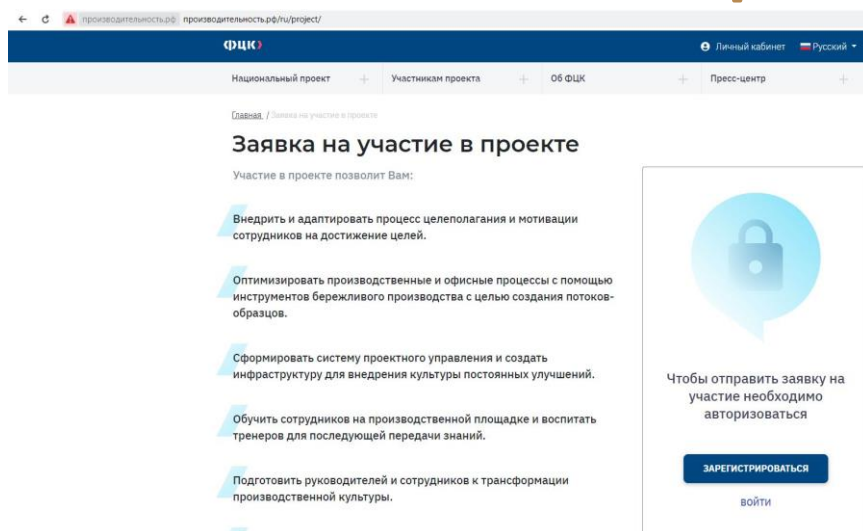 производительность.рф производительность.рф/ru/project/
ФЦК
Личный кабинет Русский
Национальный проект Участникам проекта Об ФЦК Пресс-центр
Главная / Заявка на участие в проекте
Заявка на участие в проекте
Участие в проекте позволит Вам:
Внедрить и адаптировать процесс целеполагания и мотивации
сотрудников на достижение целей.
Оптимизировать производственные и офисные процессы с помощью
инструментов бережливого производства с целью создания потоков-
образцов.
Сформировать систему проектного управления и создать
инфраструктуру для внедрения культуры постоянных улучшений.
Обучить сотрудников на производственной площадке и воспитать
тренеров для последующей передачи знаний.
Подготовить руководителей и сотрудников к трансформации
производственной культуры.
Чтобы отправить заявку на
участие необходимо
авторизоваться
ЗАРЕГИСТРИРОВАТЬСЯ
ВОЙТИ